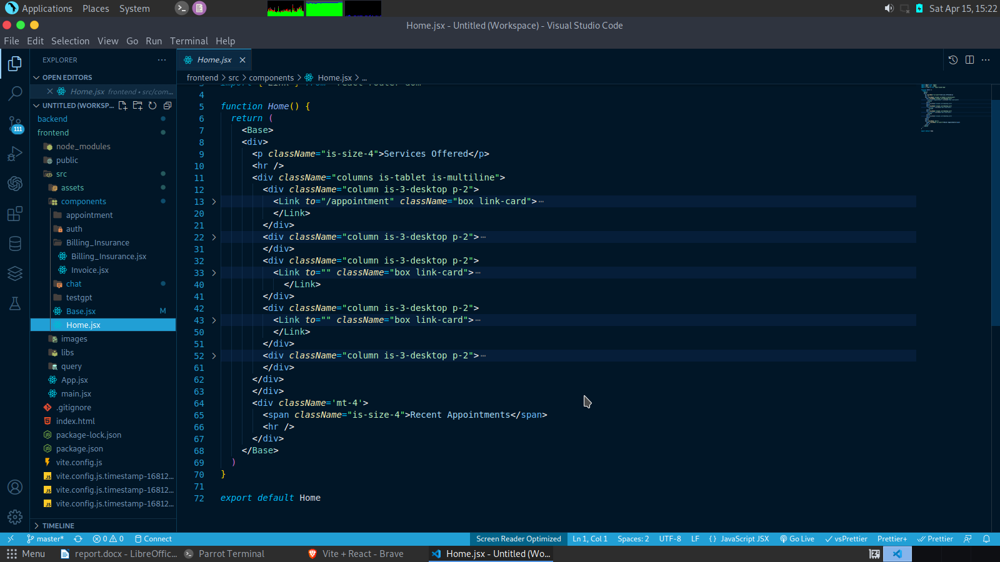 Applications Places System Sat Apr 15, 15:22
Home.jsx - Untitled (Workspace) - Visual Studio Code
File Edit Selection View Go Run Terminal Help
EXPLORER
OPEN EDITORS
Home.jsx frontend • src/com...
UNTITLED (WORKSP...
backend
frontend
node_modules
public
src
assets
components
appointment
auth
Billing_Insurance
Billing_Insurance.jsx
Invoice.jsx
chat
testgpt
Base.jsx M
Home.jsx
images
libs
query
App.jsx
main.jsx
.gitignore
index.html
package-lock.json
package.json
vite.config.js
vite.config.js.timestamp-16812...
vite.config.js.timestamp-16812...
vite.config.js.timestamp-16812...
TIMELINE
111
Home.jsx
frontend > src > components > Home.jsx > ...
3 import { Link } from 'react-router-dom'
4
5 function Home() {
6 return (
7 <Base>
8 <div>
9 <p className="is-size-4">Services Offered</p>
10 <hr />
11 <div className="columns is-tablet is-multiline">
12 <div className="column is-3-desktop p-2">
13 <Link to="/appointment" className="box link-card">⋯
20 </Link>
21 </div>
22 <div className="column is-3-desktop p-2">⋯
31 </div>
32 <div className="column is-3-desktop p-2">
33 <Link to="" className="box link-card">⋯
40 </Link>
41 </div>
42 <div className="column is-3-desktop p-2">
43 <Link to="" className="box link-card">⋯
50 </Link>
51 </div>
52 <div className="column is-3-desktop p-2">⋯
61 </div>
62 </div>
63 </div>
64 <div className='mt-4'>
65 <span className="is-size-4">Recent Appointments</span>
66 <hr />
67 </div>
68 </Base>
69 )
70 }
71
72 export default Home
master* 0 0 Connect Screen Reader Optimized Ln 1, Col 1 Spaces: 2 UTF-8 LF {} JavaScript JSX Go Live vsPrettier Prettier+ Prettier
Menu report.docx - LibreOffic... Parrot Terminal Vite + React - Brave Home.jsx - Untitled (Wo...